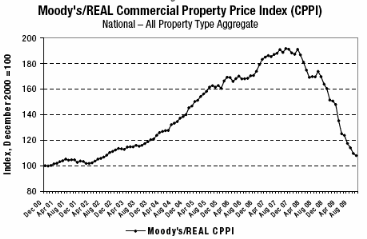 Moody's/REAL Commercial Property Price Index (CPPI)
National – All Property Type Aggregate
Index, December 2000 =100
200
180
160
140
120
100
80
Dec 00
Apr 01
Aug 01
Dec 01
Apr 02
Aug 02
Dec 02
Apr 03
Aug 03
Dec 03
Apr 04
Aug 04
Dec 04
Apr 05
Aug 05
Dec 05
Apr 06
Aug 06
Dec 06
Apr 07
Aug 07
Dec 07
Apr 08
Aug 08
Dec 08
Apr 09
Aug 09
Moody's/REAL CPPI